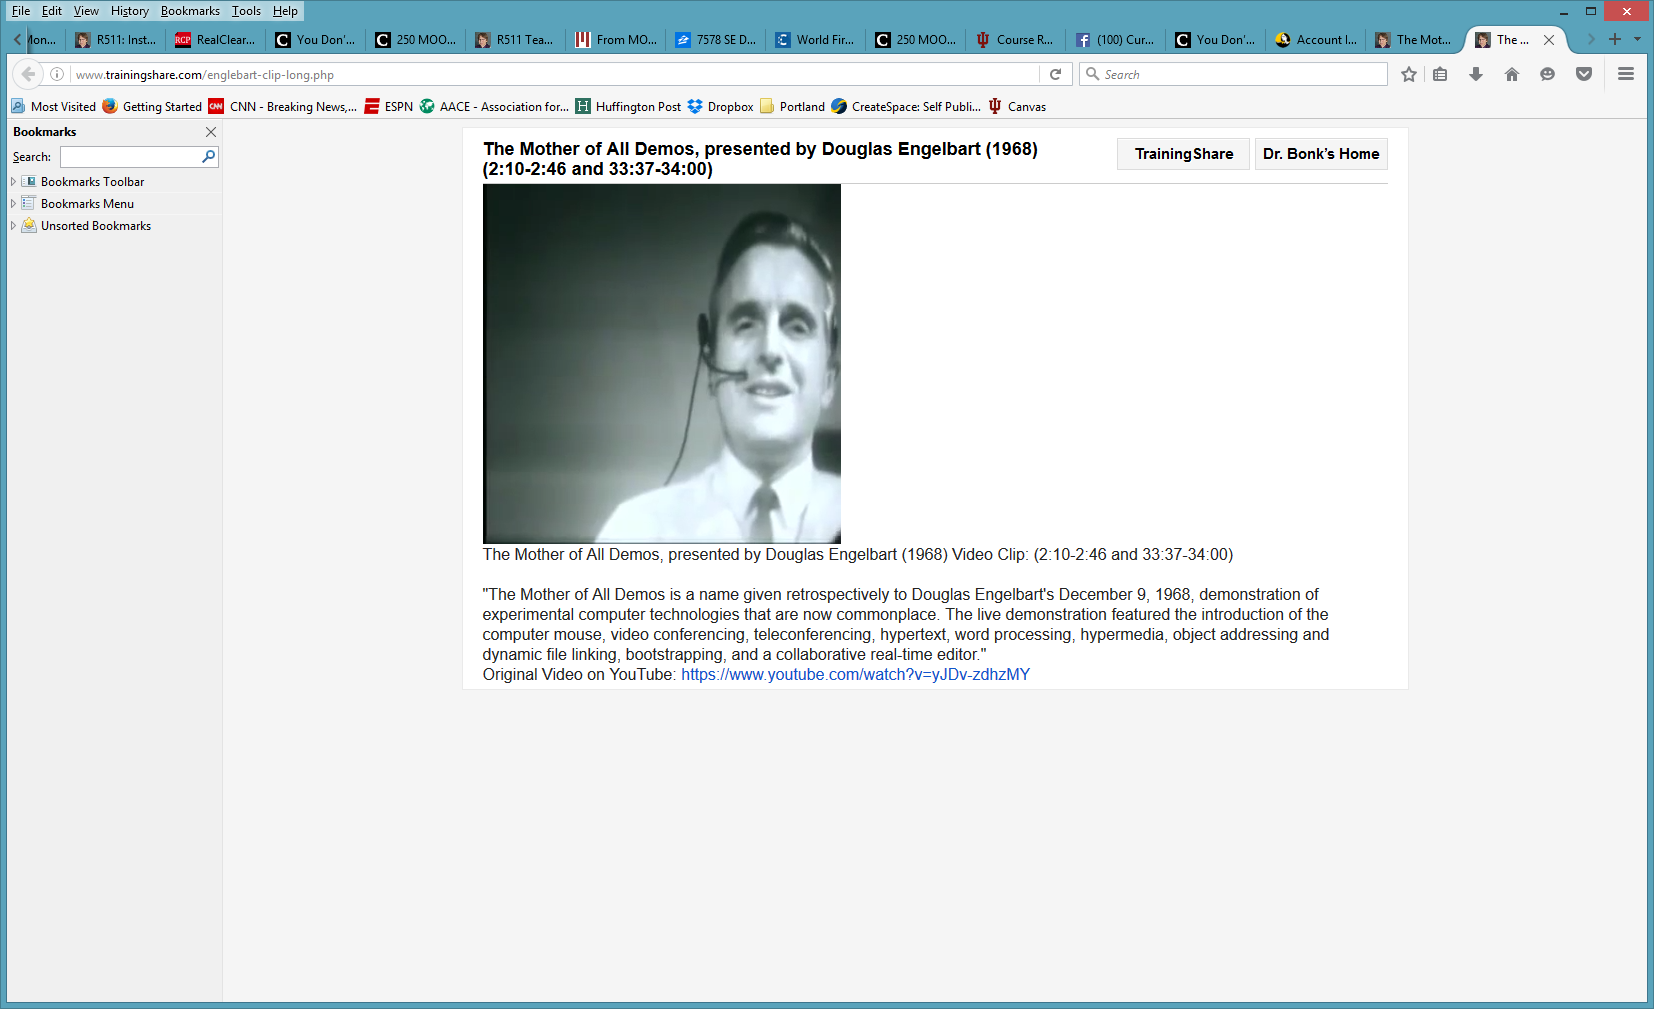 File Edit View History Bookmarks Tools Help
Mon... R511: Inst... RealClear... You Don'... 250 MOO... R511 Tea... From MO... 7578 SE D... World Fir... 250 MOO... Course R... (100) Cur... You Don'... Account I... The Mot... The ...
www.trainingshare.com/englebart-clip-long.php
Search
Most Visited Getting Started CNN - Breaking News,... ESPN AACE - Association for... Huffington Post Dropbox Portland CreateSpace: Self Publi... Canvas
Bookmarks
Search:
Bookmarks Toolbar
Bookmarks Menu
Unsorted Bookmarks
The Mother of All Demos, presented by Douglas Engelbart (1968)
(2:10-2:46 and 33:37-34:00)
TrainingShare
Dr. Bonk's Home
The Mother of All Demos, presented by Douglas Engelbart (1968) Video Clip: (2:10-2:46 and 33:37-34:00)
"The Mother of All Demos is a name given retrospectively to Douglas Engelbart's December 9, 1968, demonstration of
experimental computer technologies that are now commonplace. The live demonstration featured the introduction of the
computer mouse, video conferencing, teleconferencing, hypertext, word processing, hypermedia, object addressing and
dynamic file linking, bootstrapping, and a collaborative real-time editor."
Original Video on YouTube: https://www.youtube.com/watch?v=yJDv-zdhzMY